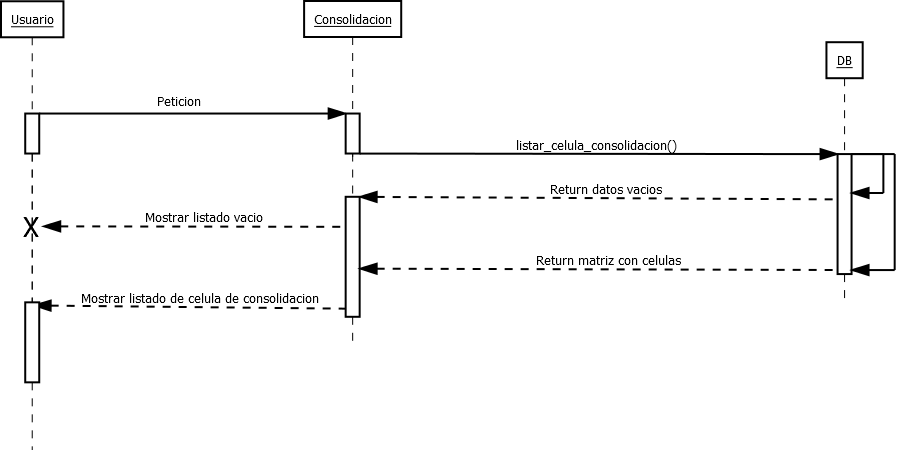 Usuario
Consolidacion
DB
Peticion
listar_celula_consolidacion()
Return datos vacios
Mostrar listado vacio
X
Return matriz con celulas
Mostrar listado de celula de consolidacion